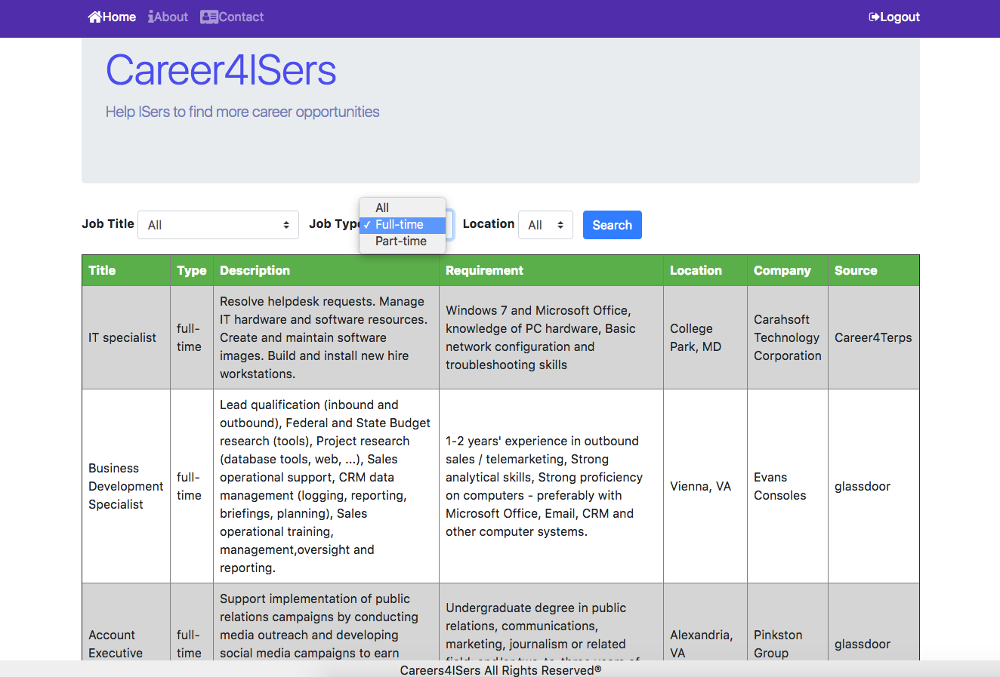 Home About Contact Logout
Career4ISers
Help ISers to find more career opportunities
All
Job Title All Job Type Full-time Location All Search
Part-time
Title Type Description Requirement Location Company Source
IT specialist
full-
time
Resolve helpdesk requests. Manage
IT hardware and software resources.
Create and maintain software
images. Build and install new hire
workstations.
Windows 7 and Microsoft Office,
knowledge of PC hardware, Basic
network configuration and
troubleshooting skills
College
Park, MD
Carahsoft
Technology
Corporation
Career4Terps
Business
Development
Specialist
full-
time
Lead qualification (inbound and
outbound), Federal and State Budget
research (tools), Project research
(database tools, web, ...), Sales
operational support, CRM data
management (logging, reporting,
briefings, planning), Sales
operational training,
management,oversight and
reporting.
1-2 years' experience in outbound
sales / telemarketing, Strong
analytical skills, Strong proficiency
on computers - preferably with
Microsoft Office, Email, CRM and
other computer systems.
Vienna, VA
Evans
Consoles
glassdoor
Account
Executive
full-
time
Support implementation of public
relations campaigns by conducting
media outreach and developing
social media campaigns to earn
Undergraduate degree in public
relations, communications,
marketing, journalism or related
Alexandria,
VA
Pinkston
Group
glassdoor
Careers4ISers All Rights Reserved®